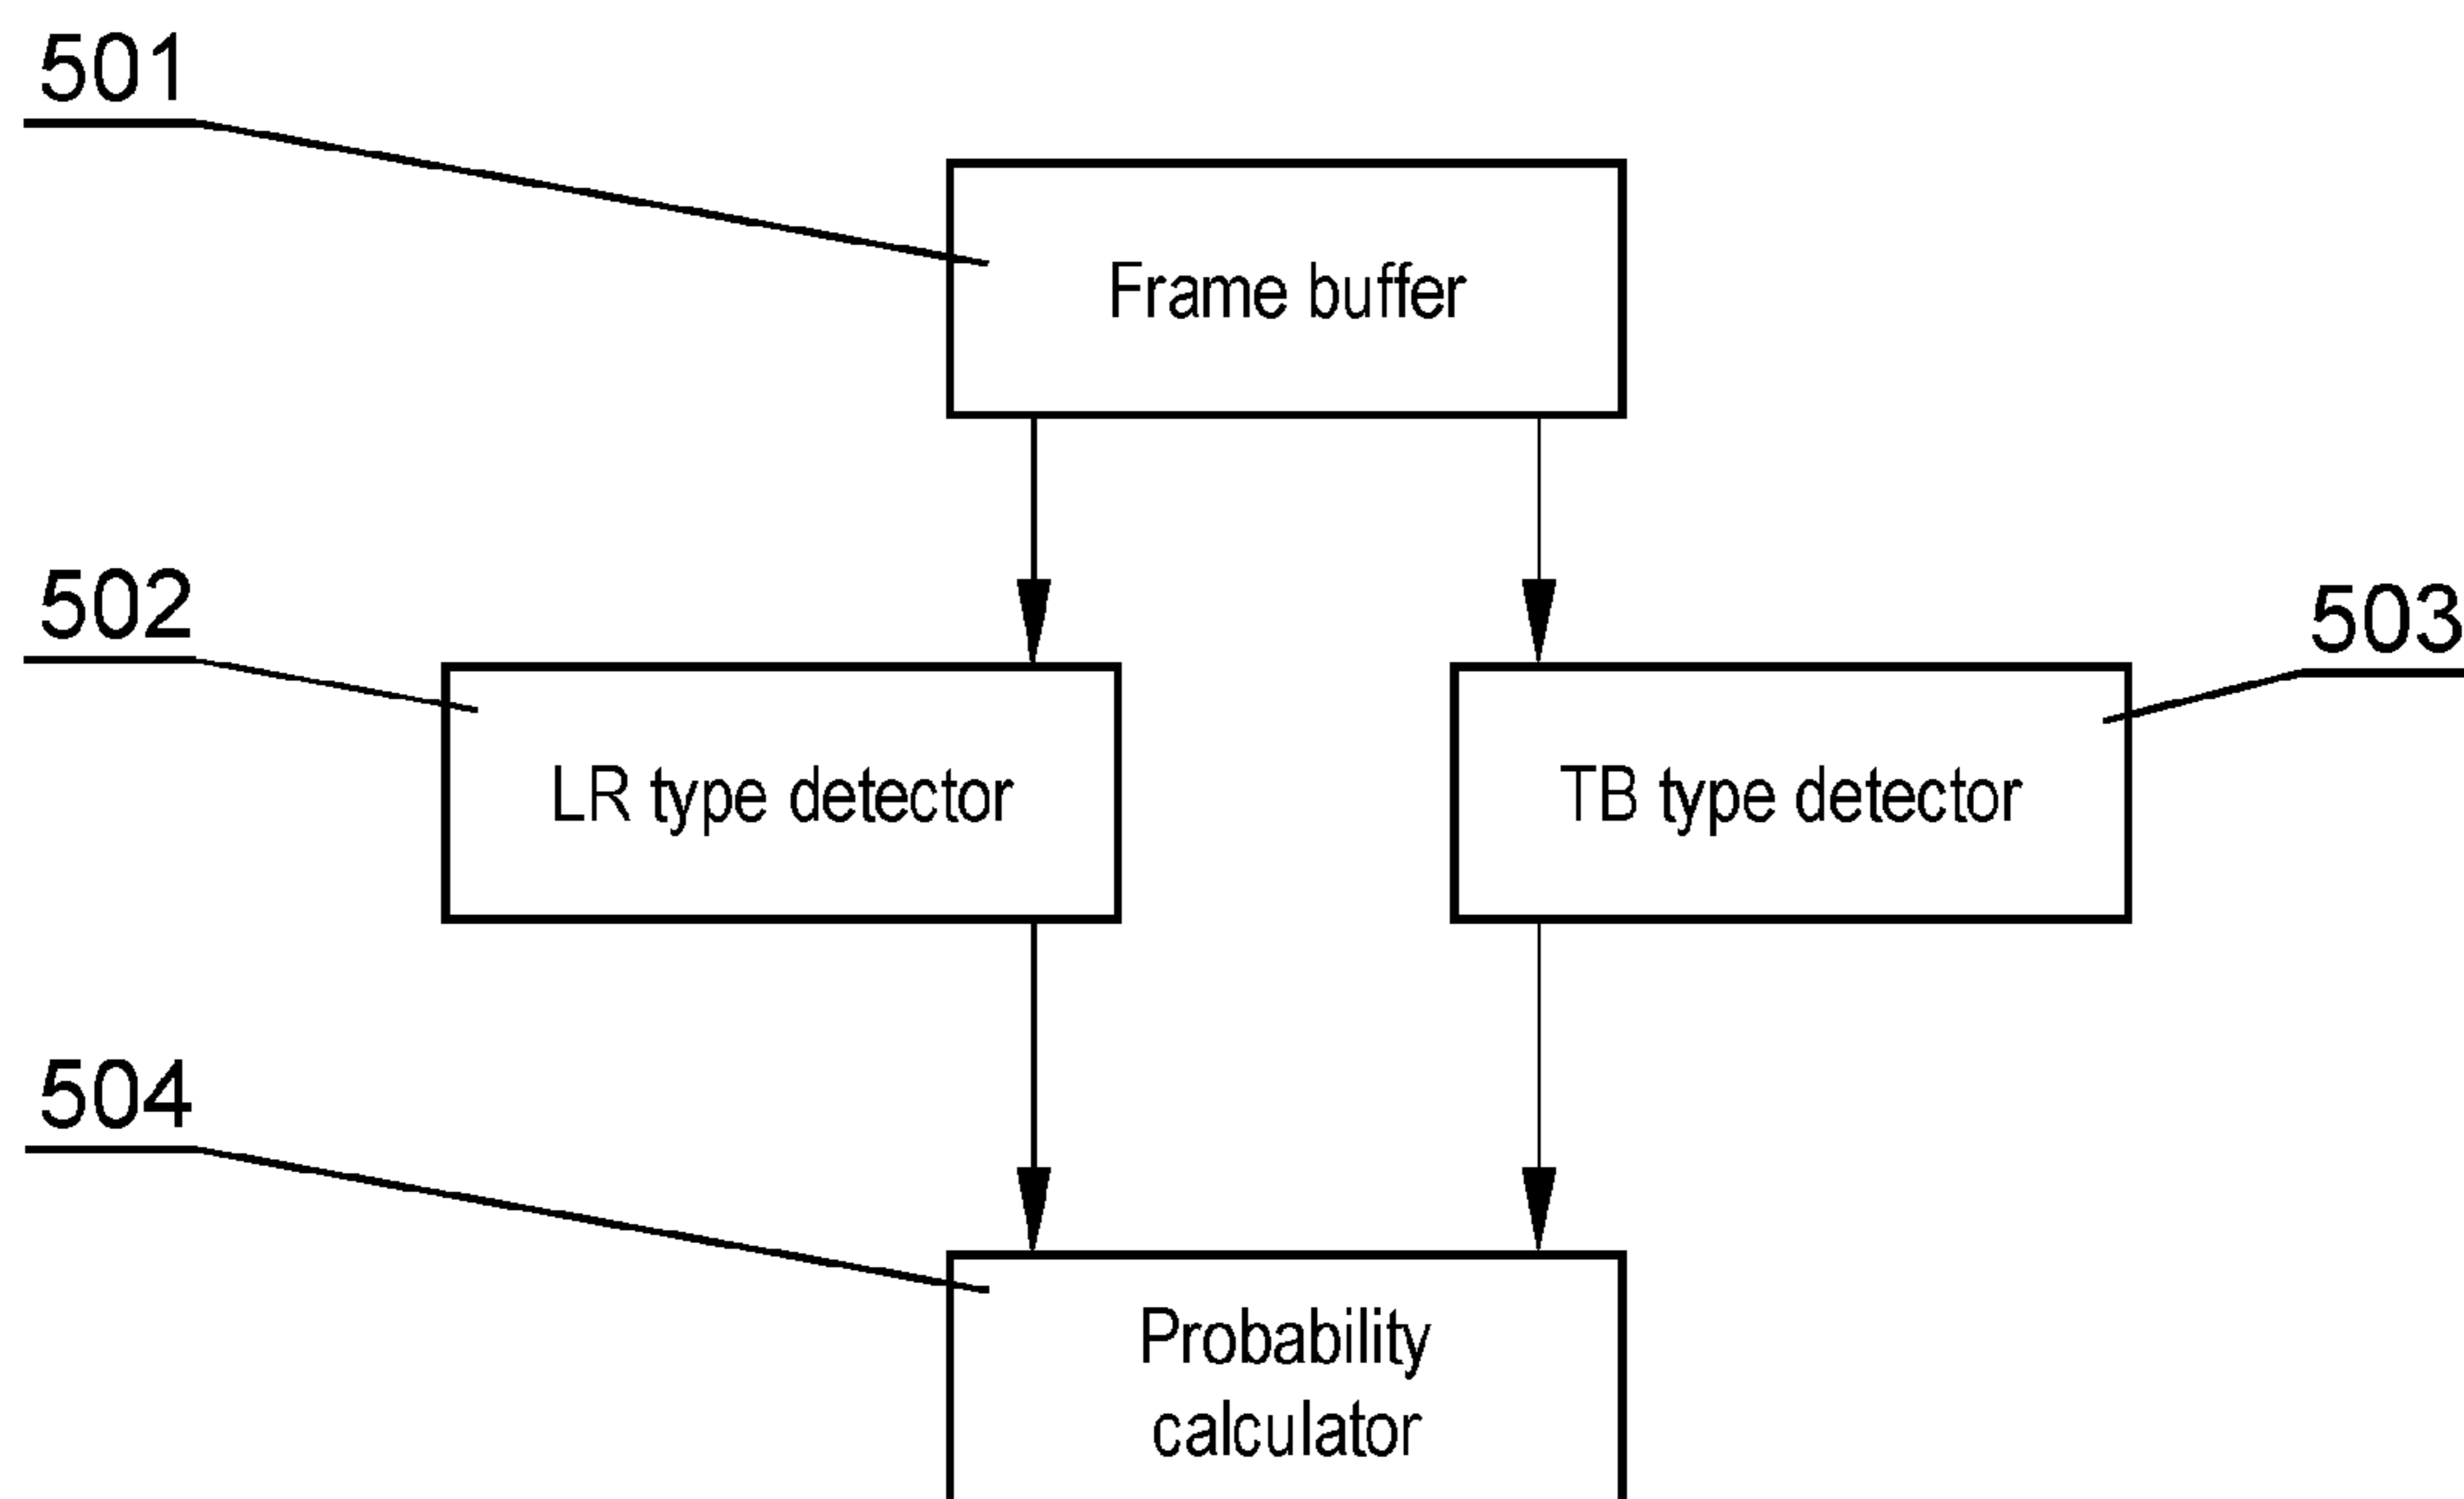 501
Frame buffer
502
503
LR type detector
TB type detector
504
Probability
calculator